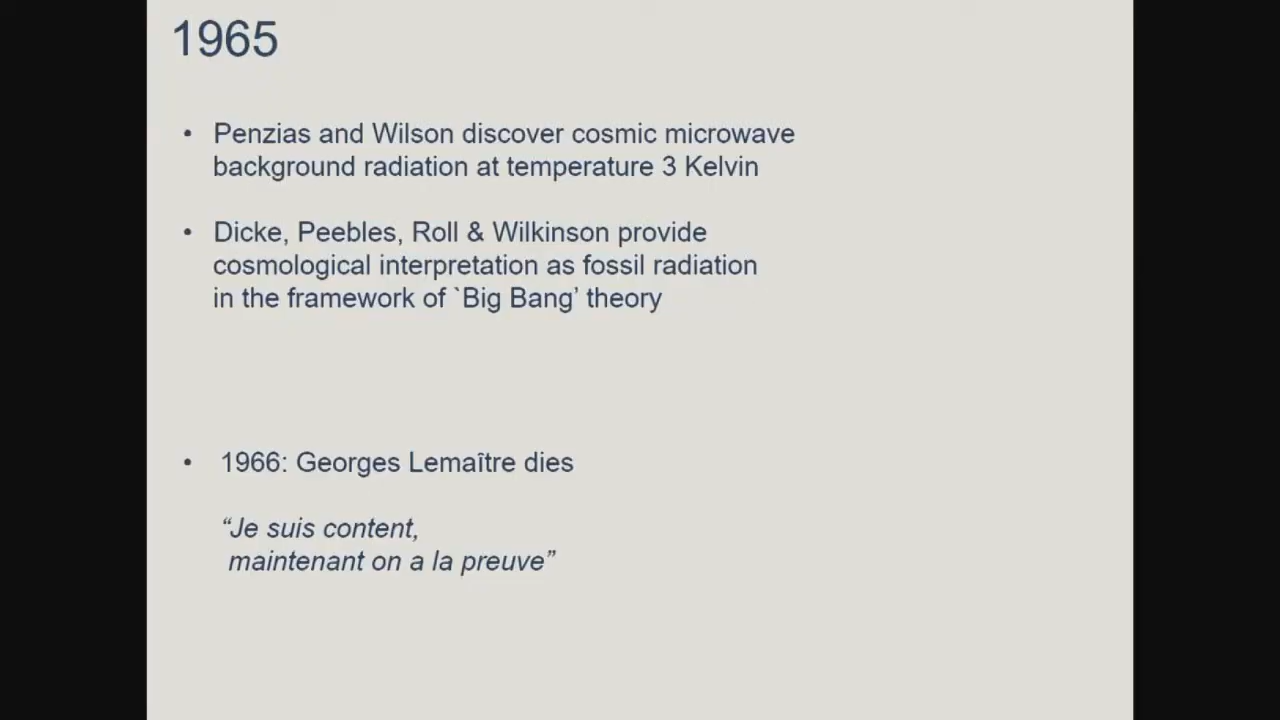 1965
• Penzias and Wilson discover cosmic microwave
background radiation at temperature 3 Kelvin
• Dicke, Peebles, Roll & Wilkinson provide
cosmological interpretation as fossil radiation
in the framework of `Big Bang’ theory
• 1966: Georges Lemaître dies
“Je suis content,
maintenant on a la preuve”